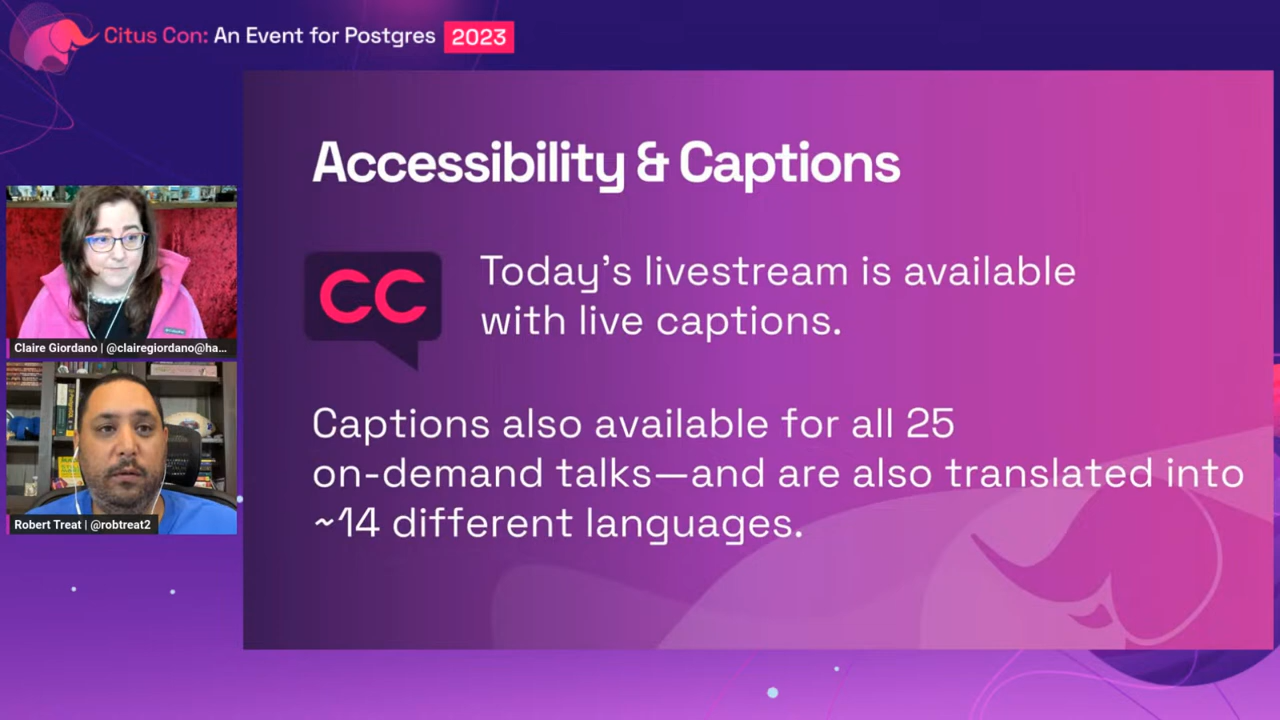 Citus Con: An Event for Postgres 2023
Accessibility & Captions
CC
Today's livestream is available
with live captions.
Captions also available for all 25
on-demand talks—and are also translated into
~14 different languages.
Claire Giordano | @clairegiordano@ha...
Robert Treat | @robtreat2